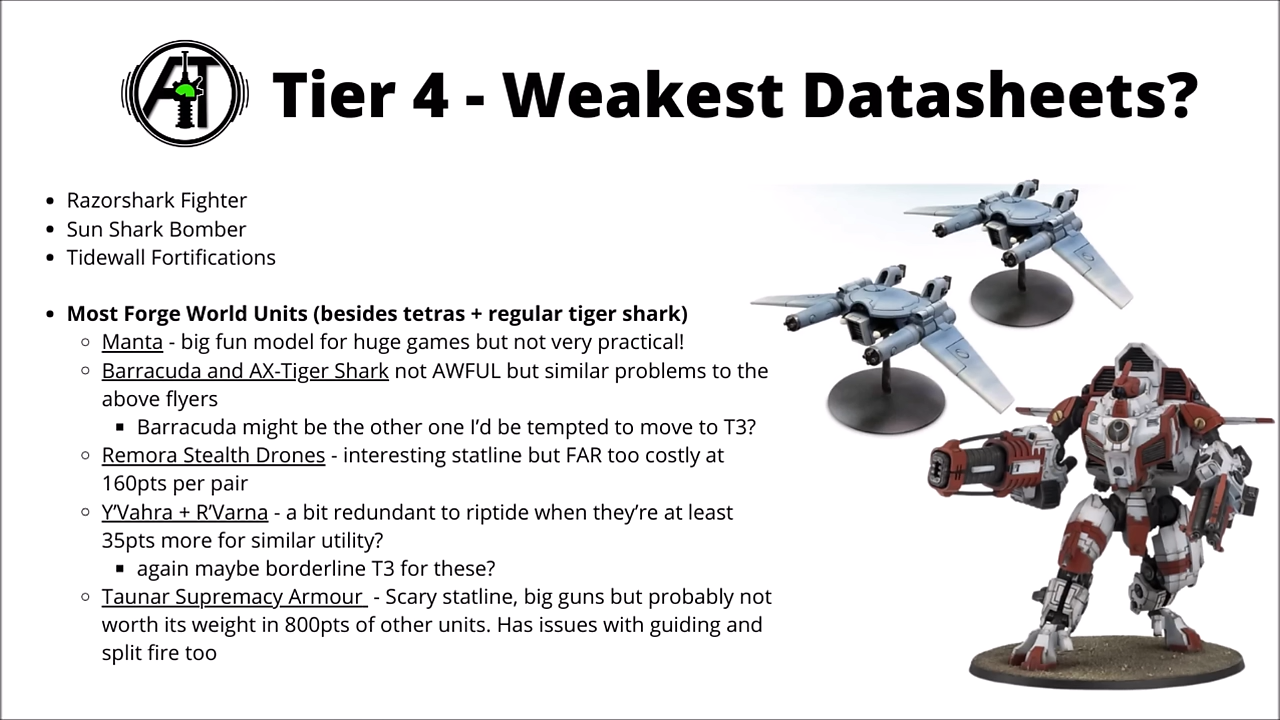 AT
Tier 4 - Weakest Datasheets?
Razorshark Fighter
Sun Shark Bomber
Tidewall Fortifications
Most Forge World Units (besides tetras + regular tiger shark)
Manta - big fun model for huge games but not very practical!
Barracuda and AX-Tiger Shark not AWFUL but similar problems to the
above flyers
Barracuda might be the other one I'd be tempted to move to T3?
Remora Stealth Drones - interesting statline but FAR too costly at
160pts per pair
Y'Vahra + R'Varna - a bit redundant to riptide when they're at least
35pts more for similar utility?
again maybe borderline T3 for these?
Taunar Supremacy Armour - Scary statline, big guns but probably not
worth its weight in 800pts of other units. Has issues with guiding and
split fire too